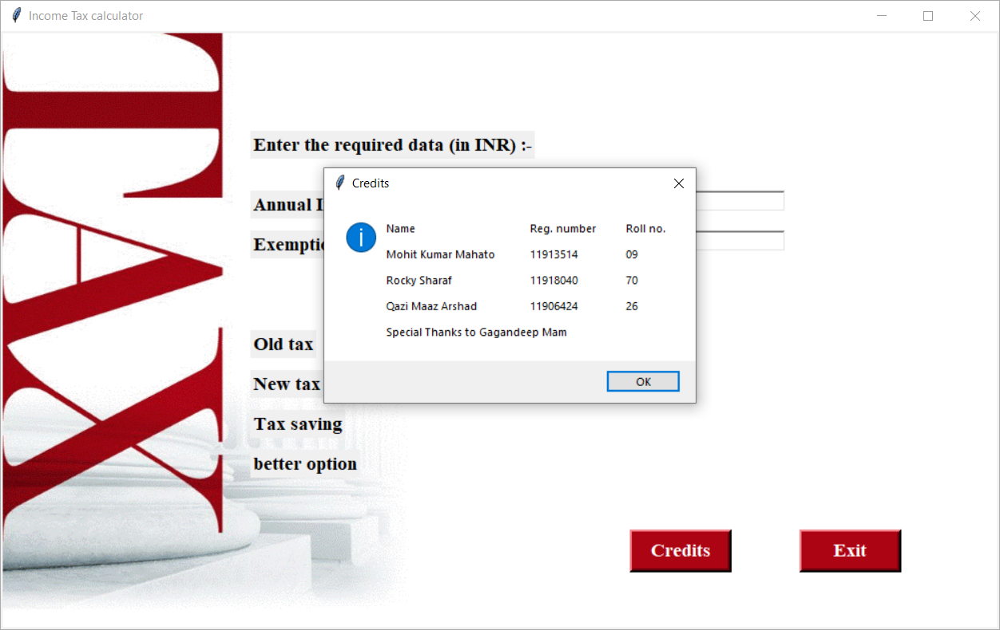 Income Tax calculator
TAX
Enter the required data (in INR) :-
Annual I
Exemptio
Credits
Name Reg. number Roll no.
Mohit Kumar Mahato 11913514 09
Rocky Sharaf 11918040 70
Qazi Maaz Arshad 11906424 26
Special Thanks to Gagandeep Mam
OK
Old tax
New tax
Tax saving
better option
Credits Exit